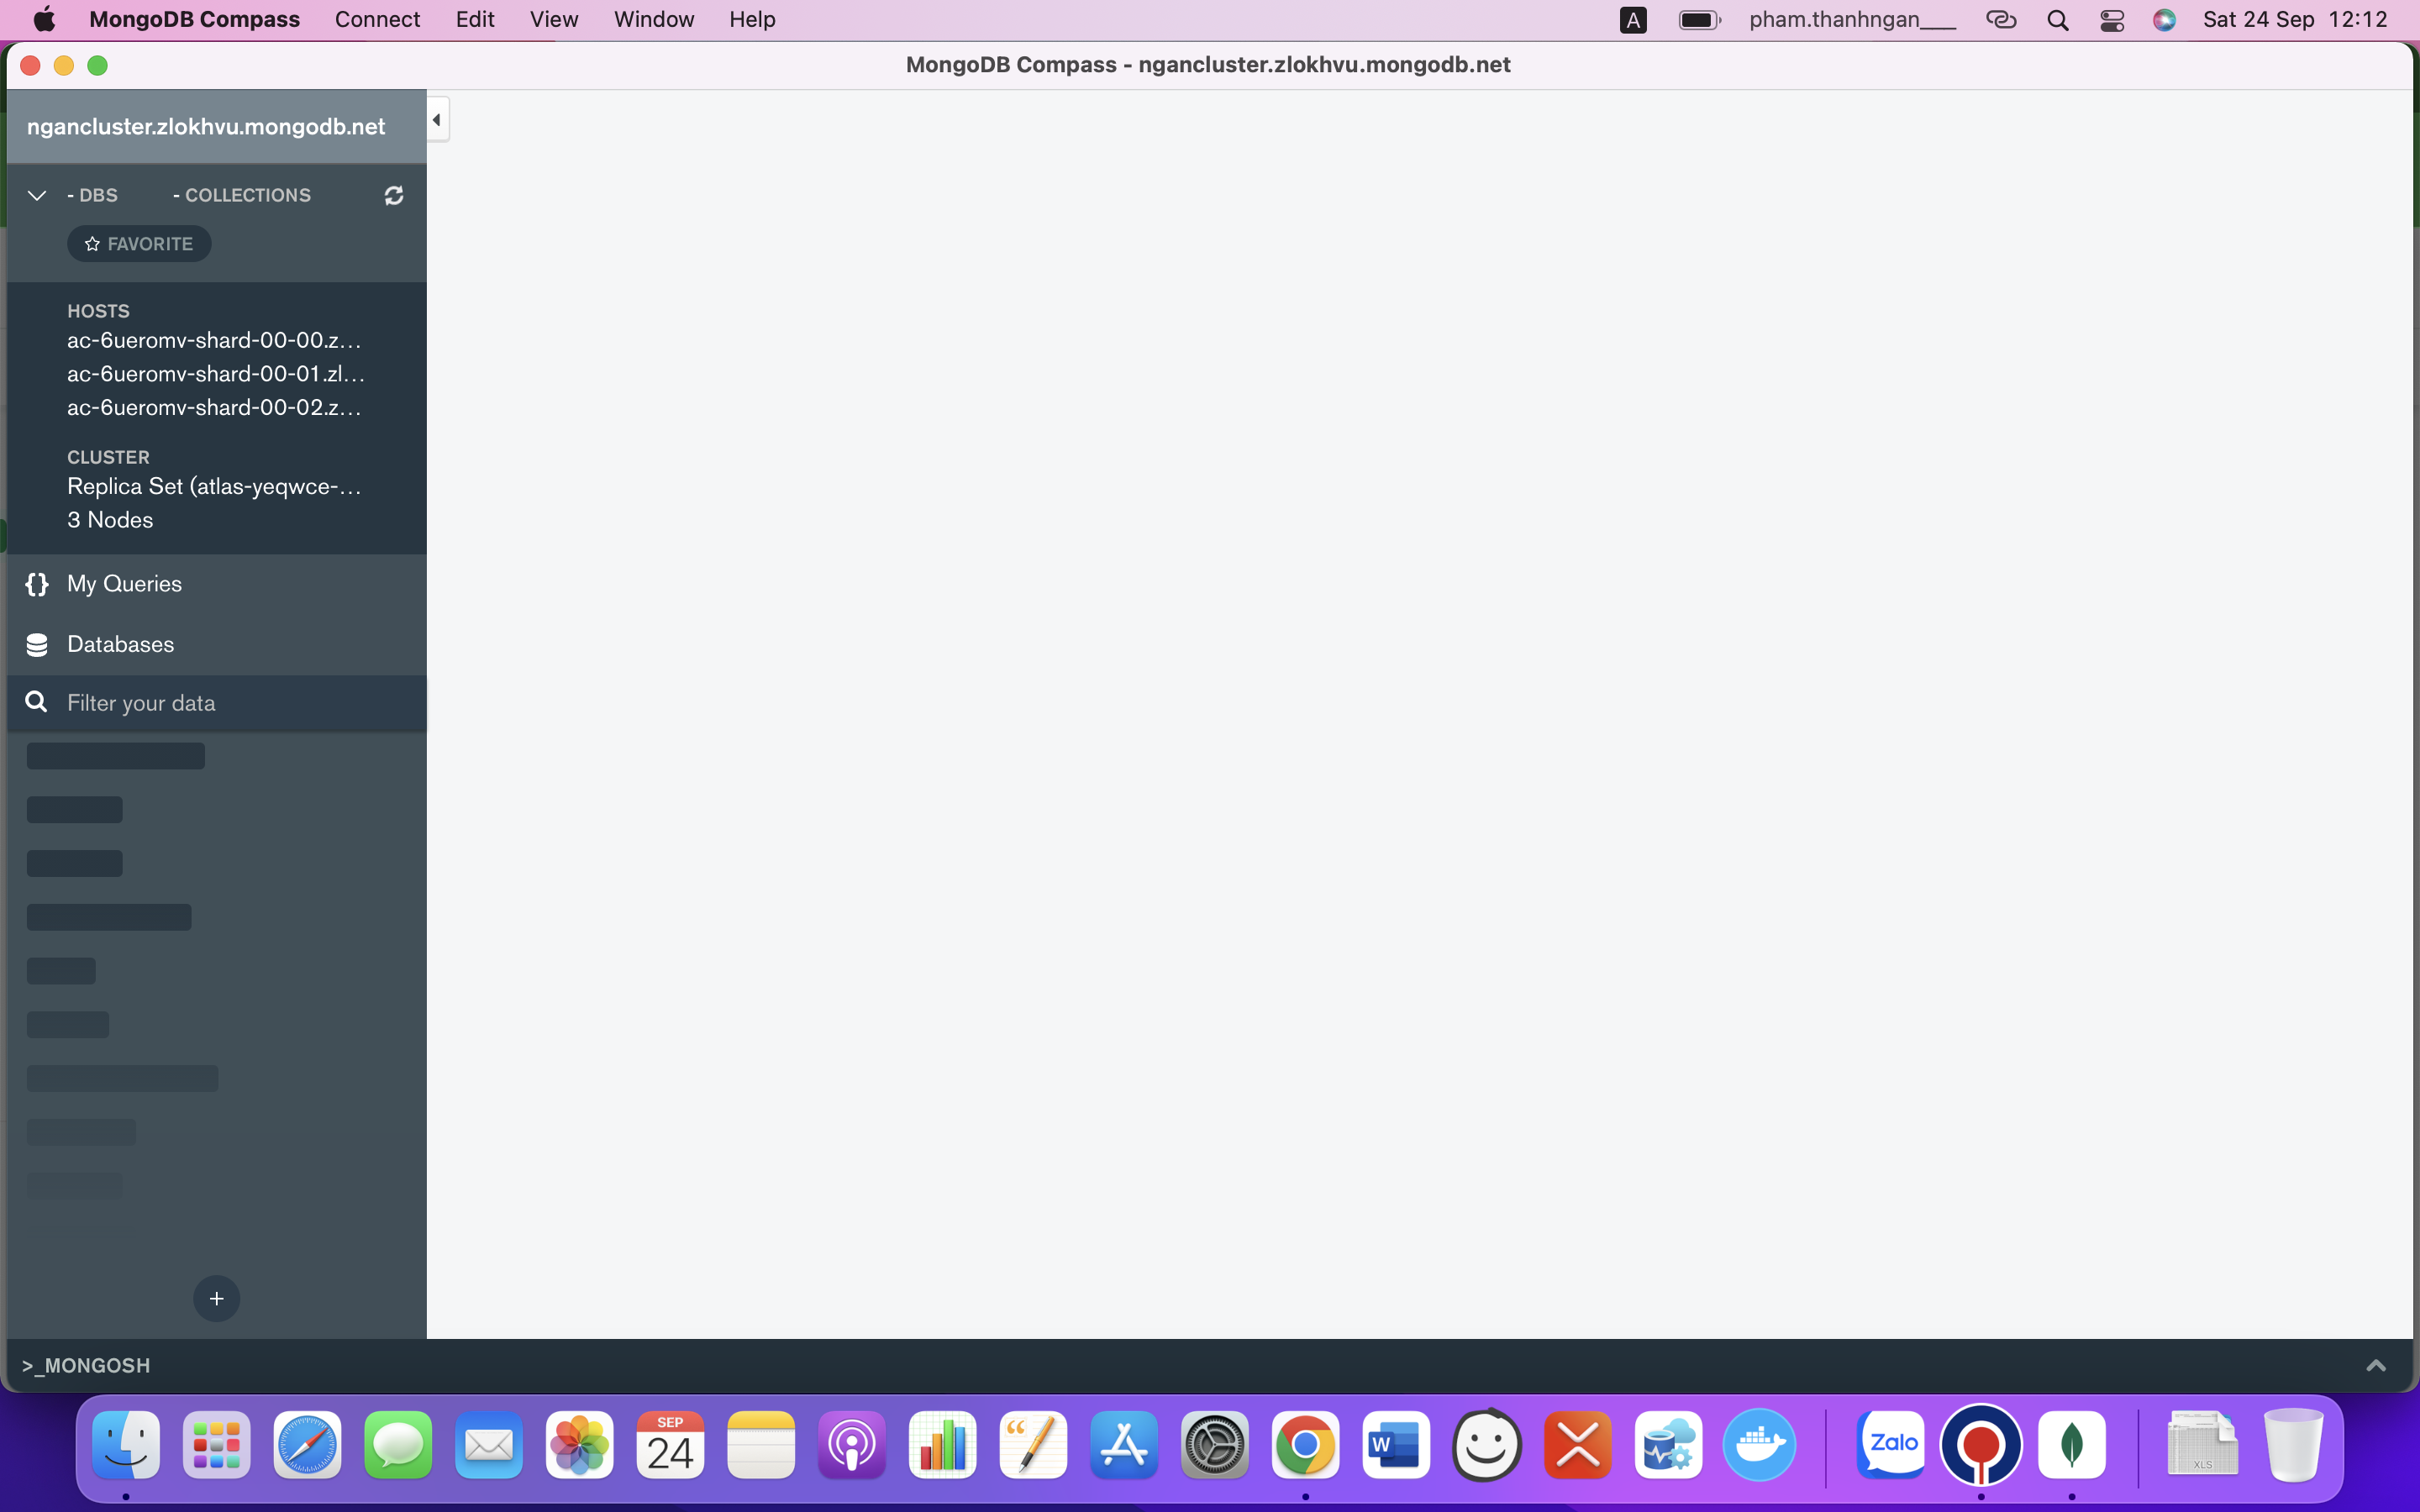 MongoDB Compass Connect Edit View Window Help A pham.thanhngan___ Sat 24 Sep 12:12
MongoDB Compass - ngancluster.zlokhvu.mongodb.net
ngancluster.zlokhvu.mongodb.net
- DBS - COLLECTIONS
FAVORITE
HOSTS
ac-6ueromv-shard-00-00.z...
ac-6ueromv-shard-00-01.zl...
ac-6ueromv-shard-00-02.z...
CLUSTER
Replica Set (atlas-yeqwce-...
3 Nodes
{} My Queries
Databases
Filter your data
+
>_MONGOSH
SEP
24
W
Zalo
XLS